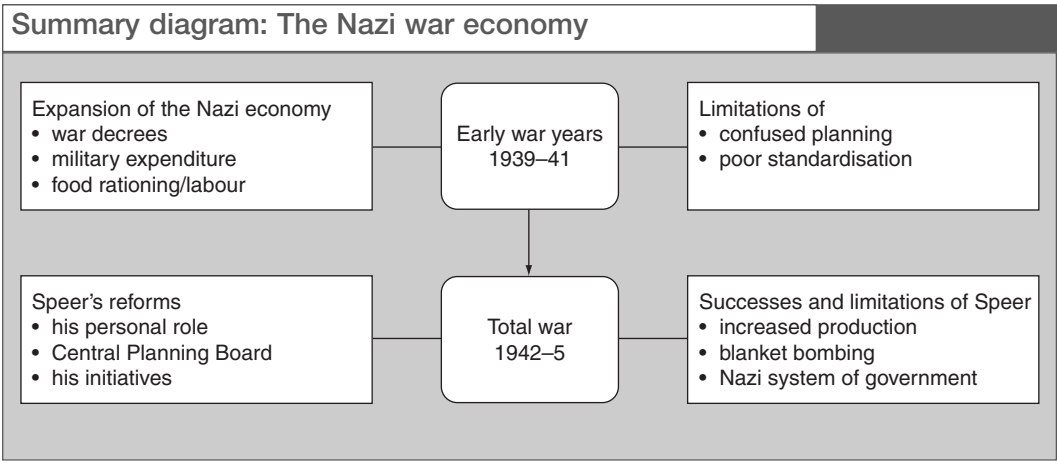 Summary diagram: The Nazi war economy
Expansion of the Nazi economy
• war decrees
• military expenditure
• food rationing/labour
Early war years
1939–41
Limitations of
• confused planning
• poor standardisation
Speer's reforms
• his personal role
• Central Planning Board
• his initiatives
Total war
1942–5
Successes and limitations of Speer
• increased production
• blanket bombing
• Nazi system of government